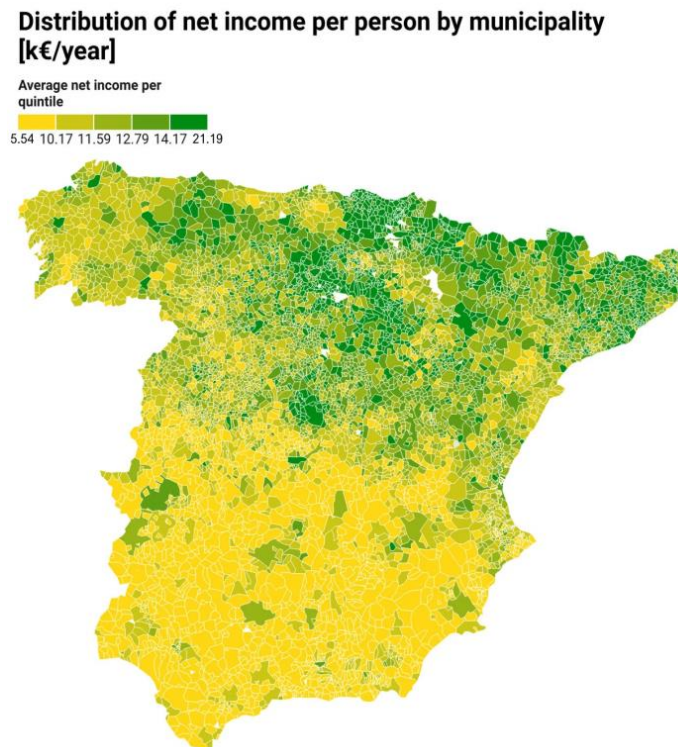 Distribution of net income per person by municipality
[k€/year]
Average net income per
quintile
5.54 10.17 11.59 12.79 14.17 21.19